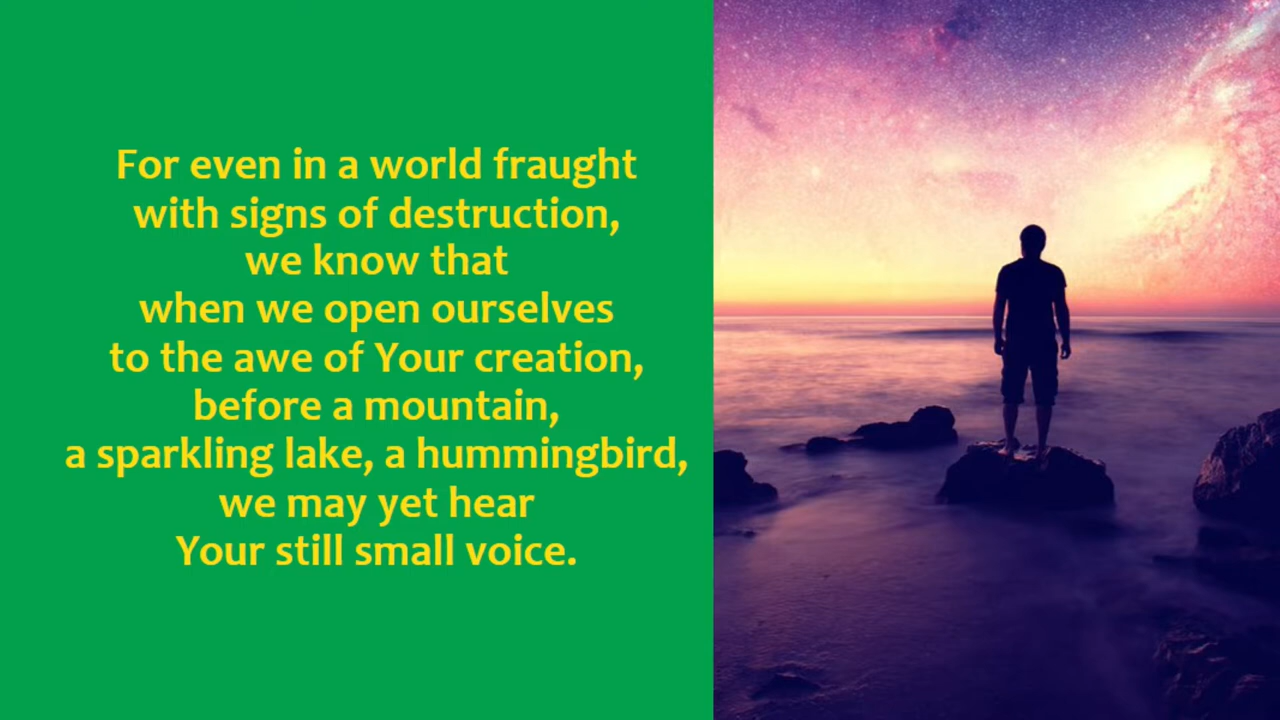 For even in a world fraught
with signs of destruction,
we know that
when we open ourselves
to the awe of Your creation,
before a mountain,
a sparkling lake, a hummingbird,
we may yet hear
Your still small voice.